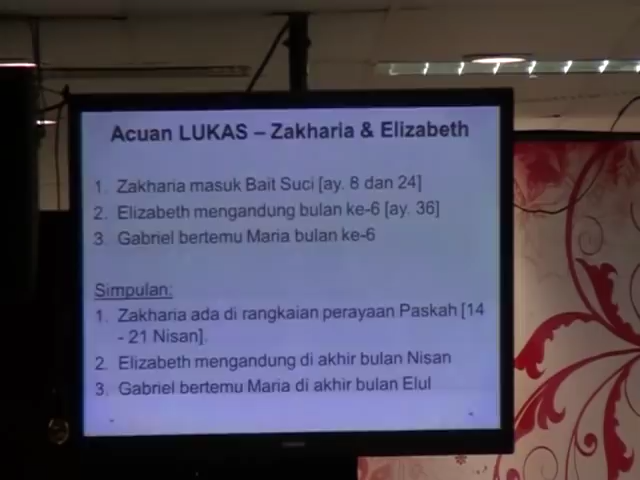 Acuan LUKAS – Zakharia & Elizabeth
1. Zakharia masuk Bait Suci [ay. 8 dan 24]
2. Elizabeth mengandung bulan ke-6 [ay. 36]
3. Gabriel bertemu Maria bulan ke-6
Simpulan:
1. Zakharia ada di rangkaian perayaan Paskah [14
- 21 Nisan].
2. Elizabeth mengandung di akhir bulan Nisan
3. Gabriel bertemu Maria di akhir bulan Elul